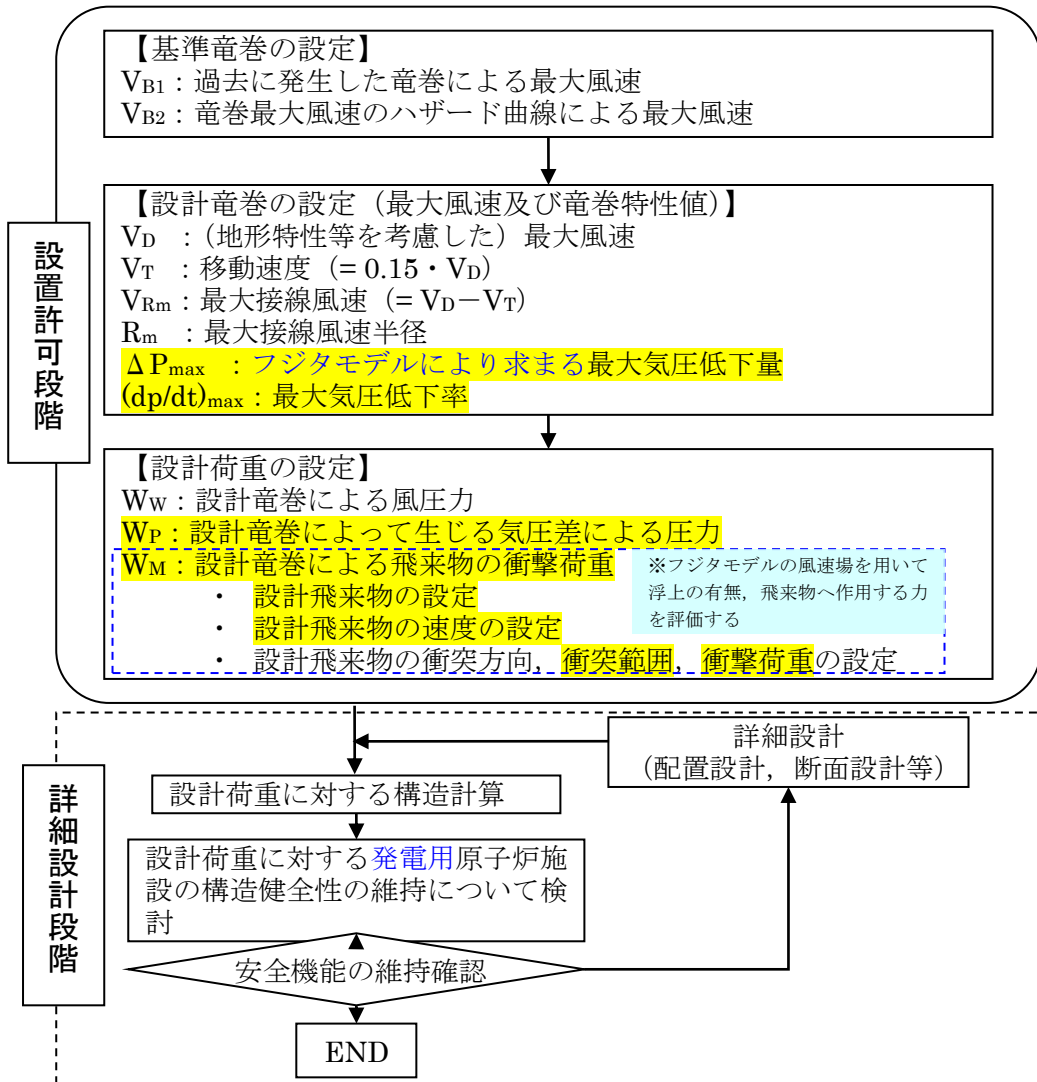 【基準竜巻の設定】
VB1：過去に発生した竜巻による最大風速
VB2：竜巻最大風速のハザード曲線による最大風速
設置許可段階
【設計竜巻の設定（最大風速及び竜巻特性値）】
VD ：（地形特性等を考慮した）最大風速
VT ：移動速度（= 0.15・VD）
VRm：最大接線風速（= VD－VT）
Rm ：最大接線風速半径
ΔPmax ：フジタモデルにより求まる最大気圧低下量
(dp/dt)max：最大気圧低下率
【設計荷重の設定】
WW：設計竜巻による風圧力
WP：設計竜巻によって生じる気圧差による圧力
WM：設計竜巻による飛来物の衝撃荷重
※フジタモデルの風速場を用いて
浮上の有無，飛来物へ作用する力
を評価する
・ 設計飛来物の設定
・ 設計飛来物の速度の設定
・ 設計飛来物の衝突方向，衝突範囲，衝撃荷重の設定
詳細設計段階
詳細設計
（配置設計，断面設計等）
設計荷重に対する構造計算
設計荷重に対する発電用原子炉施
設の構造健全性の維持について検
討
安全機能の維持確認
END